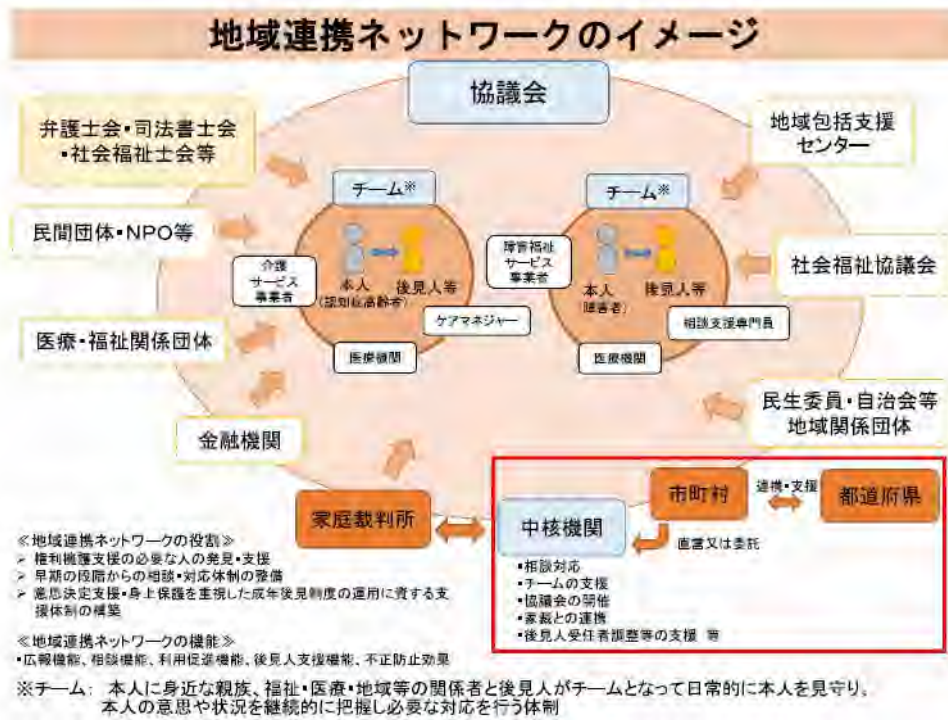 地域連携ネットワークのイメージ
協議会
弁護士会・司法書士会
・社会福祉士会等
地域包括支援
センター
チーム※
チーム※
民間団体・NPO等
介護
サービス
事業者
本人
(認知症高齢者)
後見人等
障害福祉
サービス
事業者
本人
(障害者)
後見人等
社会福祉協議会
ケアマネジャー
相談支援専門員
医療・福祉関係団体
医療機関
医療機関
民生委員・自治会等
地域関係団体
金融機関
家庭裁判所
中核機関
市町村
連携・支援
都道府県
直営又は委託
•相談対応
•チームの支援
•協議会の開催
•家裁との連携
•後見人受任者調整等の支援 等
≪地域連携ネットワークの役割≫
➢ 権利擁護支援の必要な人の発見・支援
➢ 早期の段階からの相談・対応体制の整備
➢ 意思決定支援・身上保護を重視した成年後見制度の運用に資する支
援体制の構築
≪地域連携ネットワークの機能≫
•広報機能、相談機能、利用促進機能、後見人支援機能、不正防止効果
※チーム: 本人に身近な親族、福祉・医療・地域等の関係者と後見人がチームとなって日常的に本人を見守り、
本人の意思や状況を継続的に把握し必要な対応を行う体制